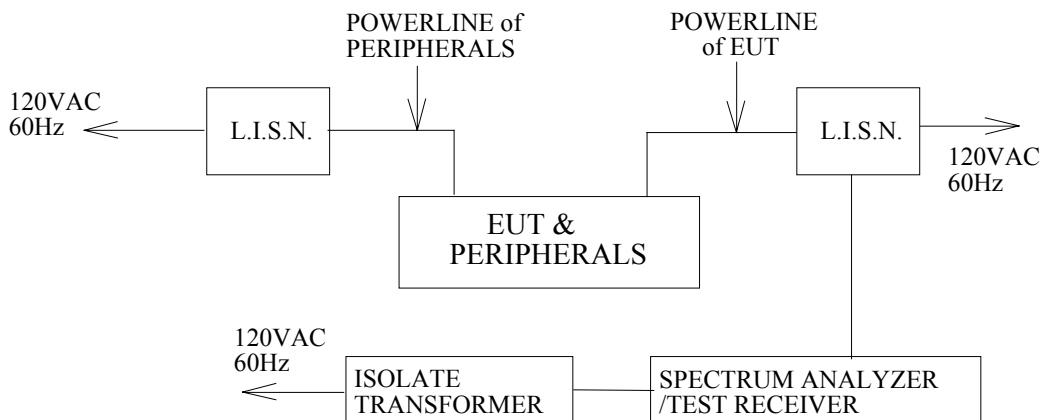 POWERLINE of
PERIPHERALS
POWERLINE
of EUT
120VAC
60Hz
L.I.S.N.
L.I.S.N.
120VAC
60Hz
EUT &
PERIPHERALS
120VAC
60Hz
ISOLATE
TRANSFORMER
SPECTRUM ANALYZER
/TEST RECEIVER